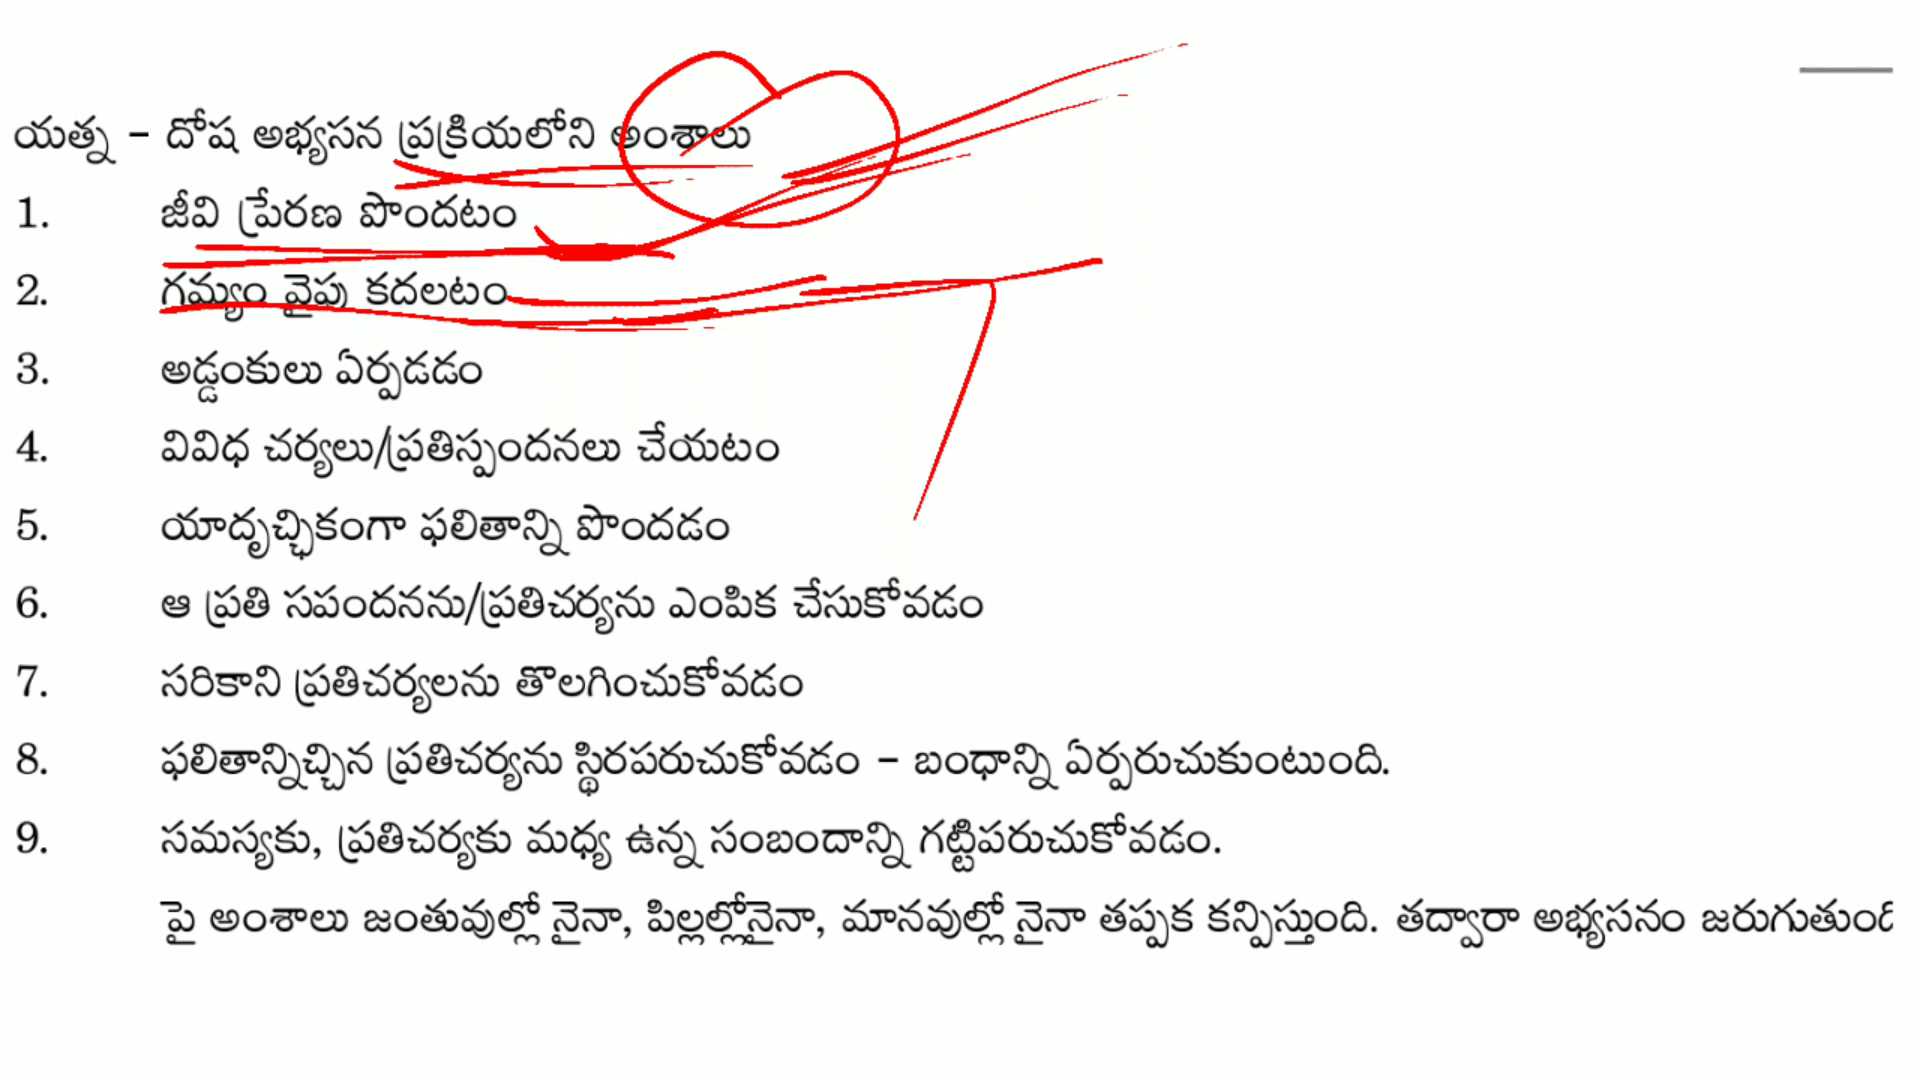 యత్న – దోష అభ్యసన ప్రక్రియలోని అంశాలు
1. జీవి ప్రేరణ పొందటం
2. గమ్యం వైపు కదలటం
3. అడ్డంకులు ఏర్పడడం
4. వివిధ చర్యలు/ప్రతిస్పందనలు చేయటం
5. యాదృచ్ఛికంగా ఫలితాన్ని పొందడం
6. ఆ ప్రతి సపందనను/ప్రతిచర్యను ఎంపిక చేసుకోవడం
7. సరికాని ప్రతిచర్యలను తొలగించుకోవడం
8. ఫలితాన్నిచ్చిన ప్రతిచర్యను స్థిరపరుచుకోవడం – బంధాన్ని ఏర్పరుచుకుంటుంది.
9. సమస్యకు, ప్రతిచర్యకు మధ్య ఉన్న సంబందాన్ని గట్టిపరుచుకోవడం.
పై అంశాలు జంతువుల్లో నైనా, పిల్లల్లోనైనా, మానవుల్లో నైనా తప్పక కన్పిస్తుంది. తద్వారా అభ్యసనం జరుగుతుంది